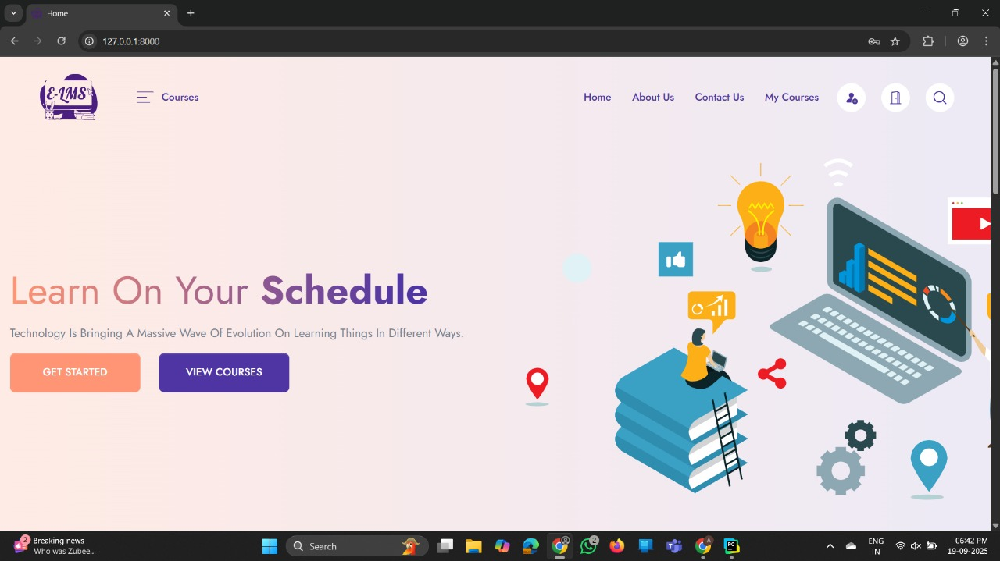 Home
127.0.0.1:8000
E-LMS
Courses
Home
About Us
Contact Us
My Courses
Learn On Your Schedule
Technology Is Bringing A Massive Wave Of Evolution On Learning Things In Different Ways.
GET STARTED
VIEW COURSES
2
Breaking news
Who was Zubee...
Search
2
A
PC
ENG
IN
06:42 PM
19-09-2025